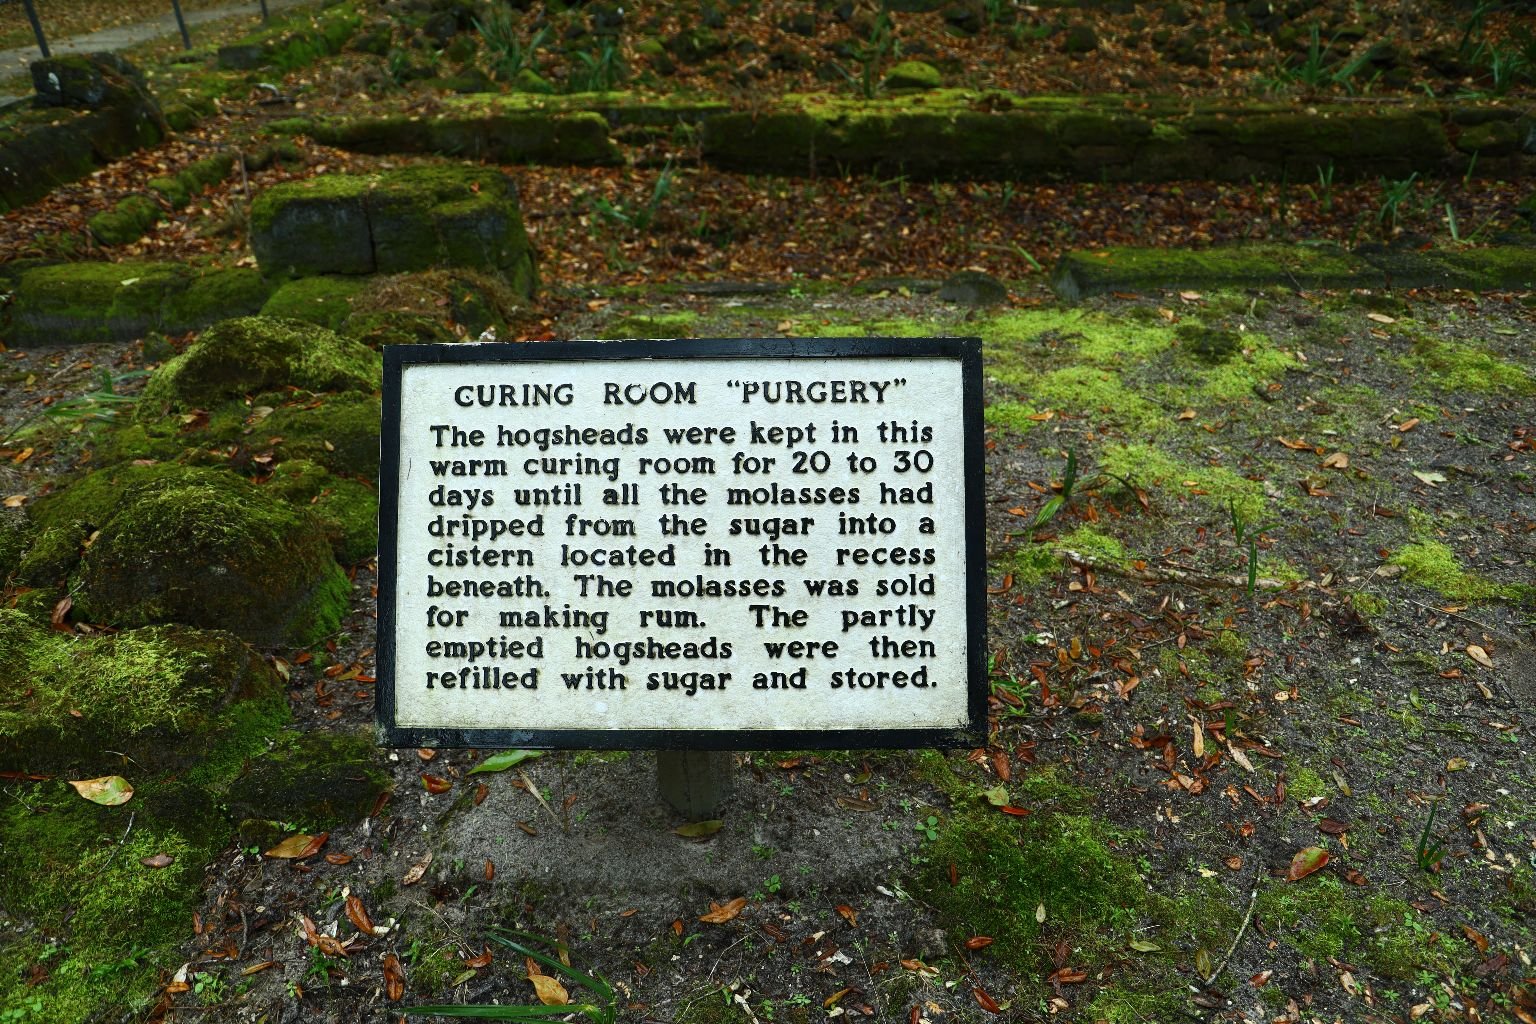 CURING ROOM “PURGERY”
The hogsheads were kept in this
warm curing room for 20 to 30
days until all the molasses had
dripped from the sugar into a
cistern located in the recess
beneath. The molasses was sold
for making rum. The partly
emptied hogsheads were then
refilled with sugar and stored.